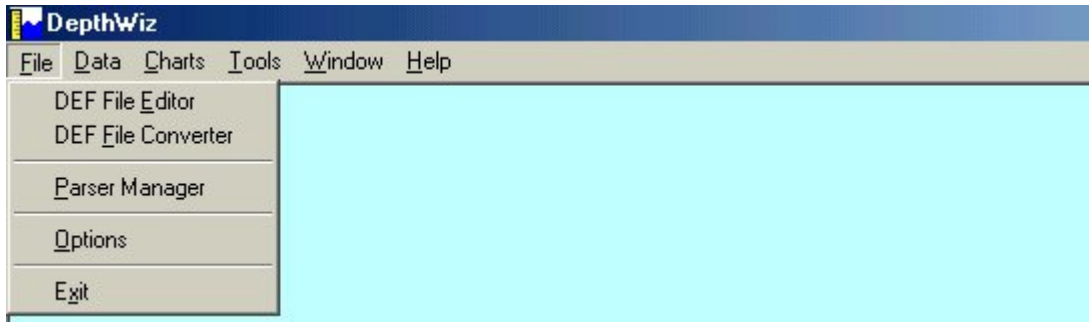 DepthWiz
File Data Charts Tools Window Help
DEF File Editor
DEF File Converter
Parser Manager
Options
Exit